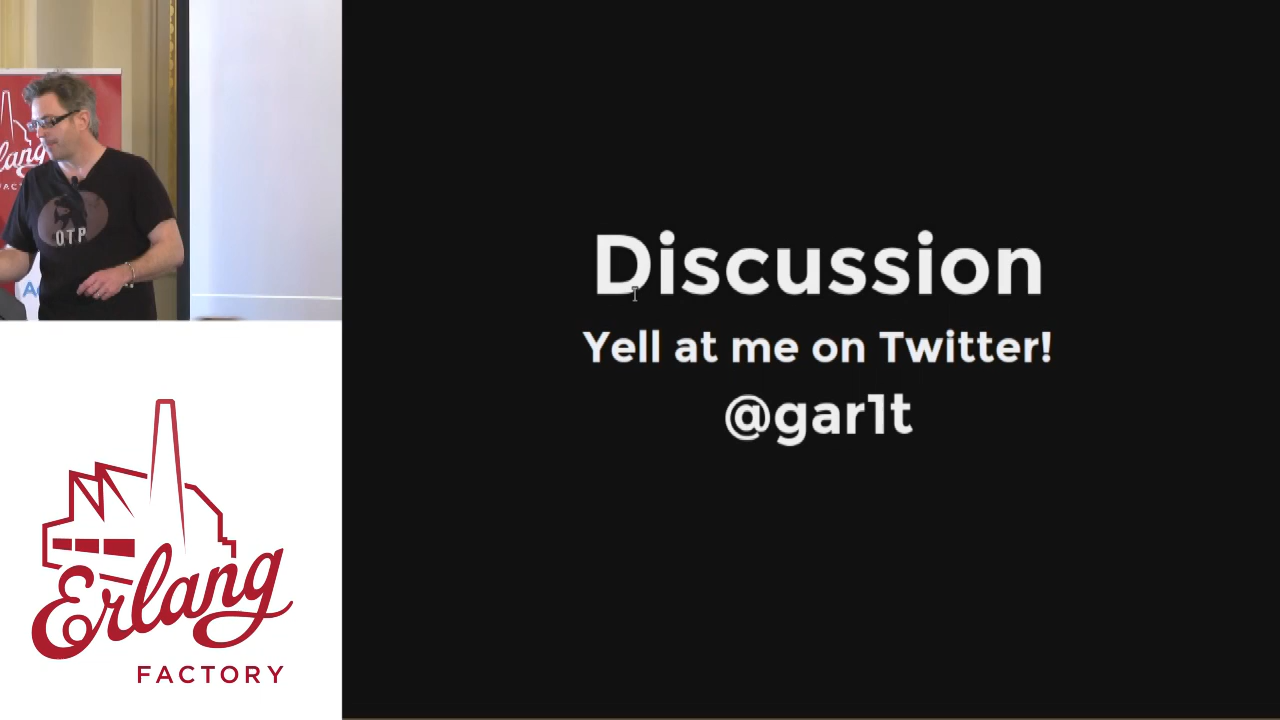 OTP
Discussion
Yell at me on Twitter!
@gar1t
Erlang
FACTORY